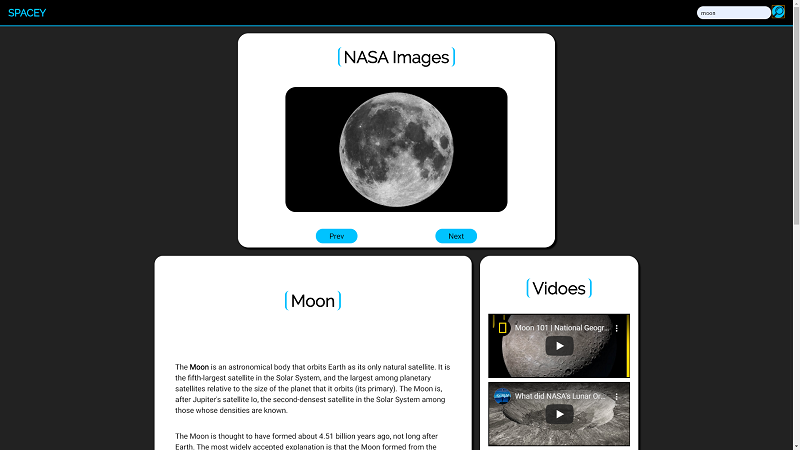 SPACEY
moon
NASA Images
Prev
Next
Moon
The Moon is an astronomical body that orbits Earth as its only natural satellite. It is
the fifth-largest satellite in the Solar System, and the largest among planetary
satellites relative to the size of the planet that it orbits (its primary). The Moon is,
after Jupiter's satellite Io, the second-densest satellite in the Solar System among
those whose densities are known.
The Moon is thought to have formed about 4.51 billion years ago, not long after
Earth. The most widely accepted explanation is that the Moon formed from the
Vidoes
Moon 101 | National Geogr...
What did NASA's Lunar Or...